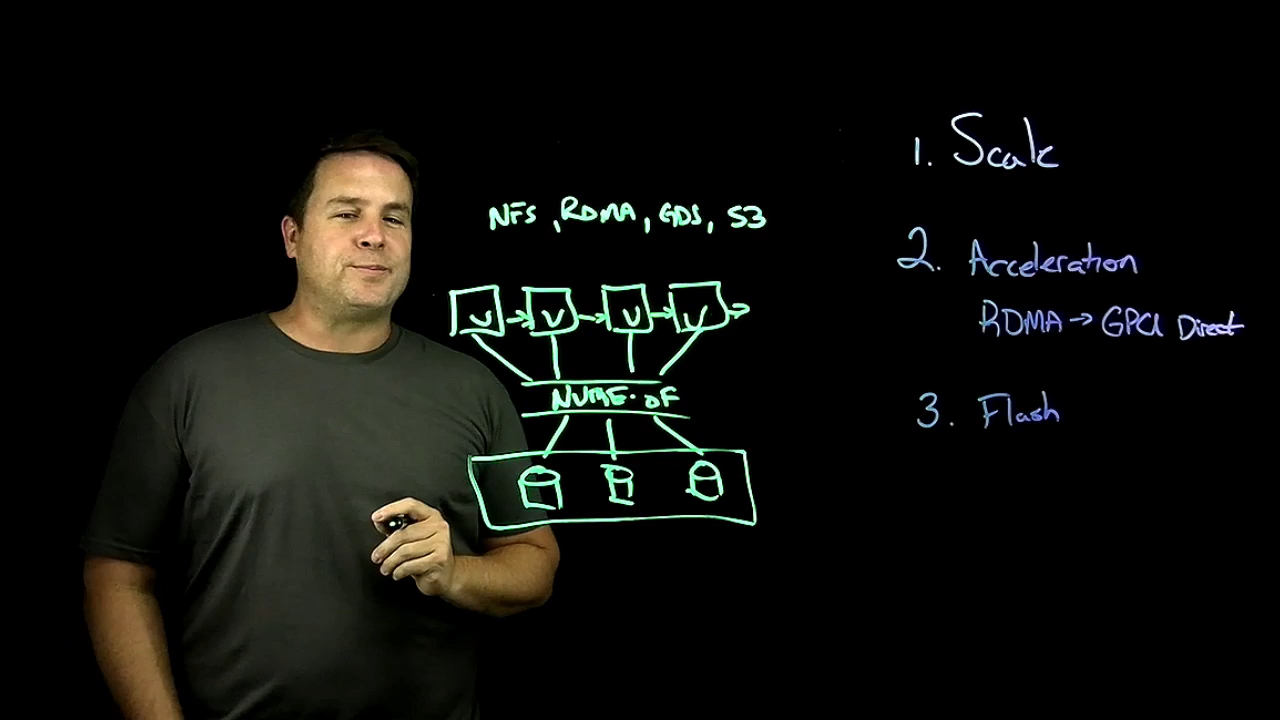 NFS, RDMA, GDS, S3
V V V V
NVME-oF
1. Scale
2. Acceleration
RDMA → GPU Direct
3. Flash